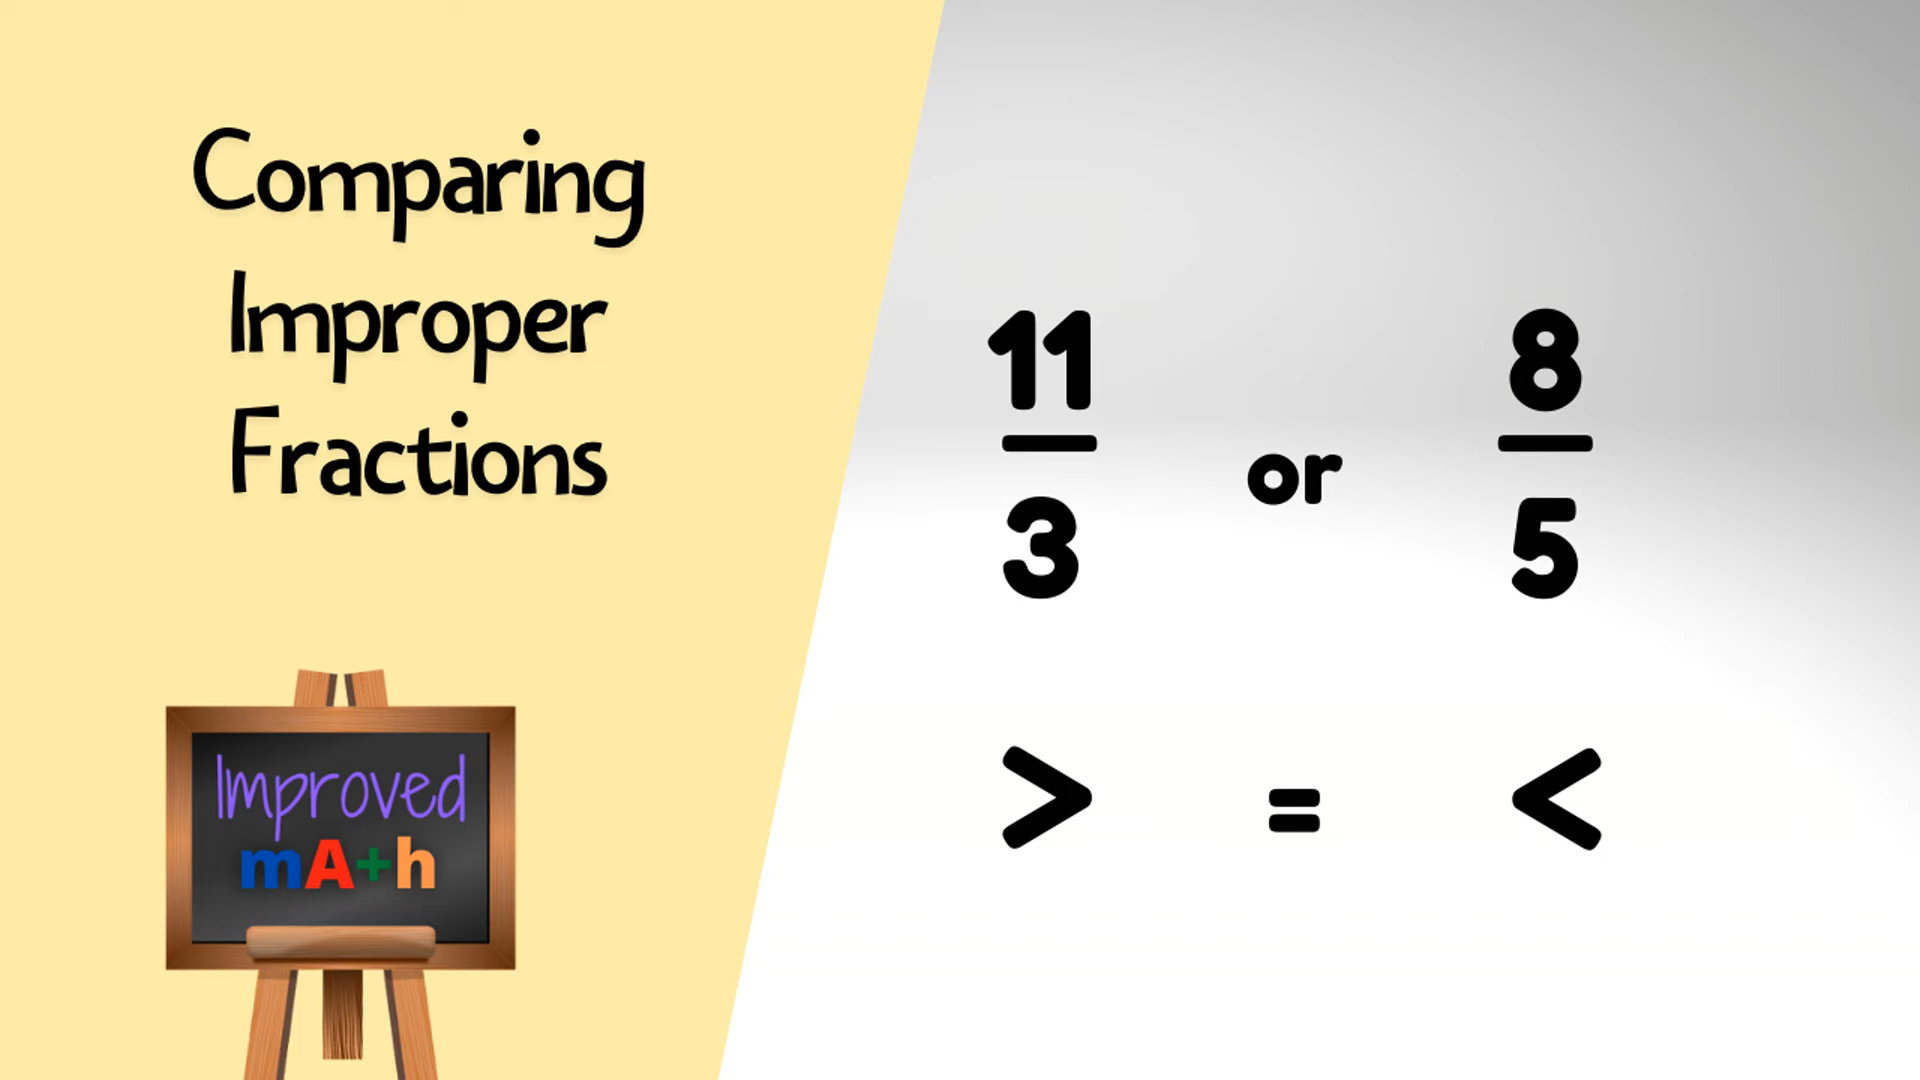 Comparing
Improper
Fractions
Improved
mA+h
11 8
3 or 5
> = <